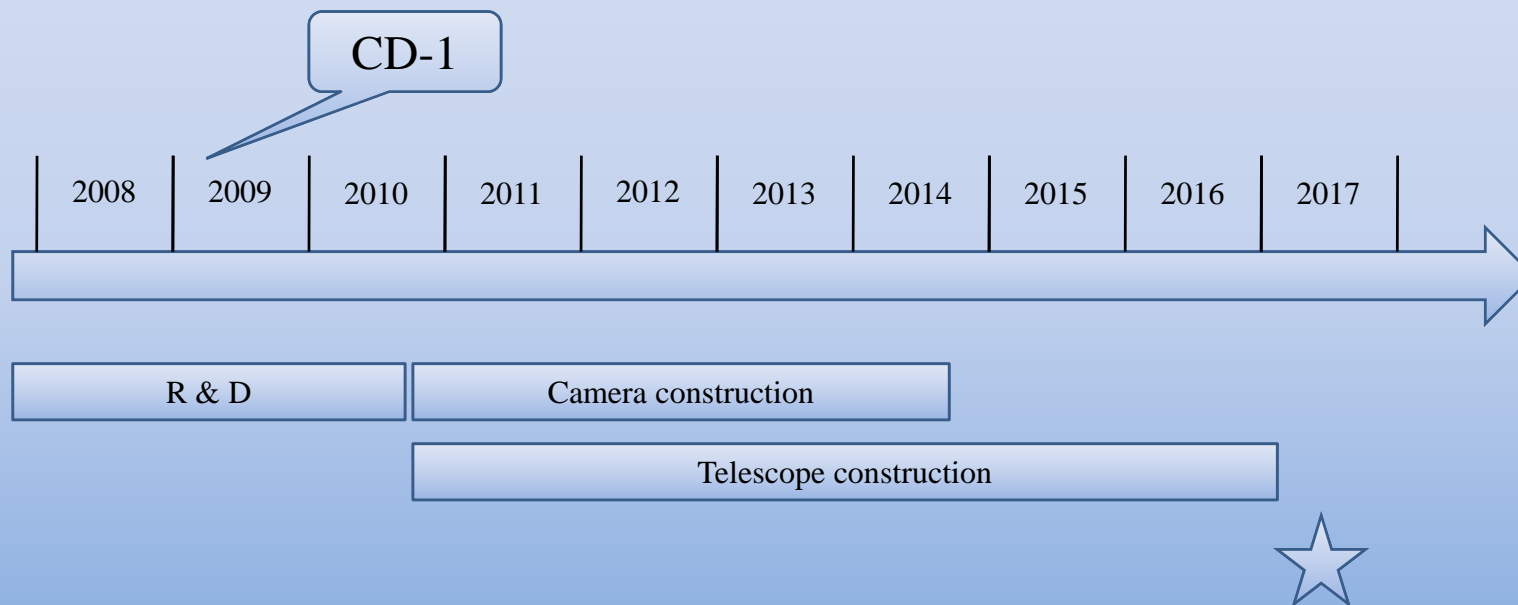 CD-1
2008 2009 2010 2011 2012 2013 2014 2015 2016 2017
R & D
Camera construction
Telescope construction